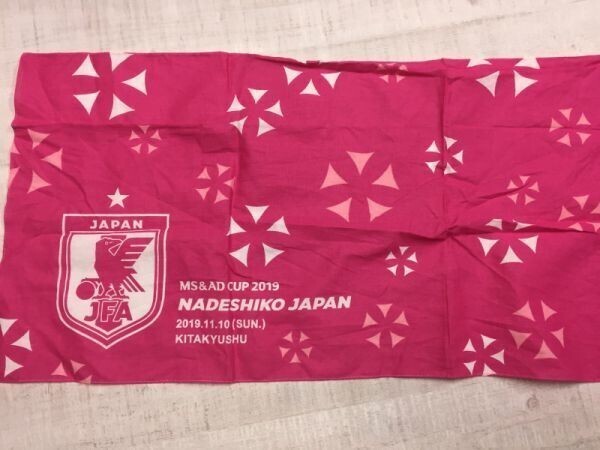 JAPAN
JFA
MS&AD CUP 2019
NADESHIKO JAPAN
2019.11.10(SUN.)
KITAKYUSHU